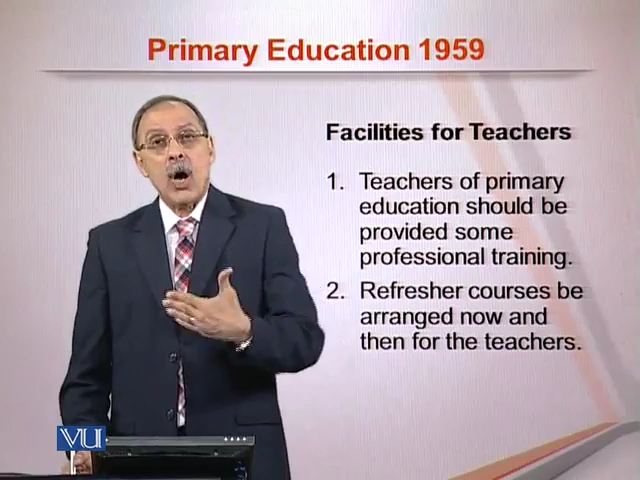 Primary Education 1959
Facilities for Teachers
1. Teachers of primary
education should be
provided some
professional training.
2. Refresher courses be
arranged now and
then for the teachers.
VU